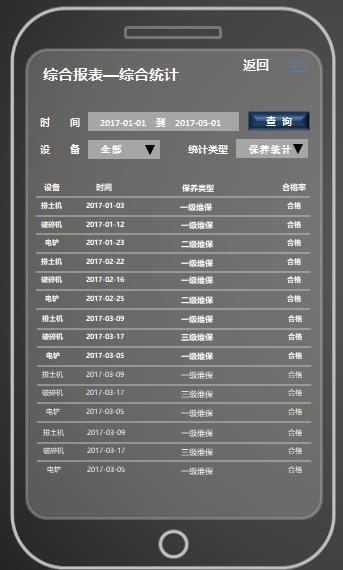 返回
综合报表—综合统计
时 间 2017-01-01 到 2017-05-01 查 询
设 备 全部 统计类型 保养统计
设备 时间 保养类型 合格率
排土机 2017-01-03 一级维保 合格
破碎机 2017-01-12 一级维保 合格
电铲 2017-01-23 二级维保 合格
排土机 2017-02-22 一级维保 合格
破碎机 2017-02-16 一级维保 合格
电铲 2017-02-25 二级维保 合格
排土机 2017-03-09 一级维保 合格
破碎机 2017-03-17 三级维保 合格
电铲 2017-03-05 一级维保 合格
排土机 2017-03-09 一级维保 合格
破碎机 2017-03-17 三级维保 合格
电铲 2017-03-05 一级维保 合格
排土机 2017-03-09 一级维保 合格
破碎机 2017-03-17 三级维保 合格
电铲 2017-03-05 一级维保 合格